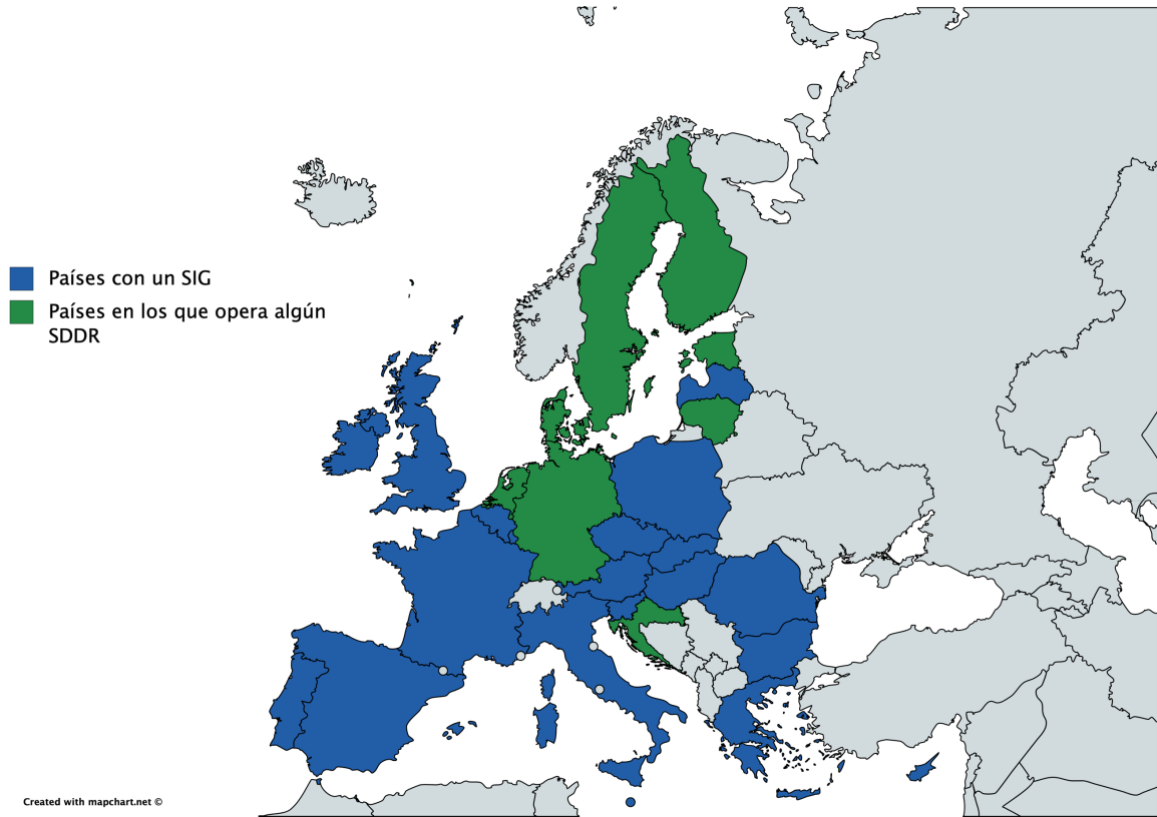 Países con un SIG
Países en los que opera algún
SDDR
Created with mapchart.net ©